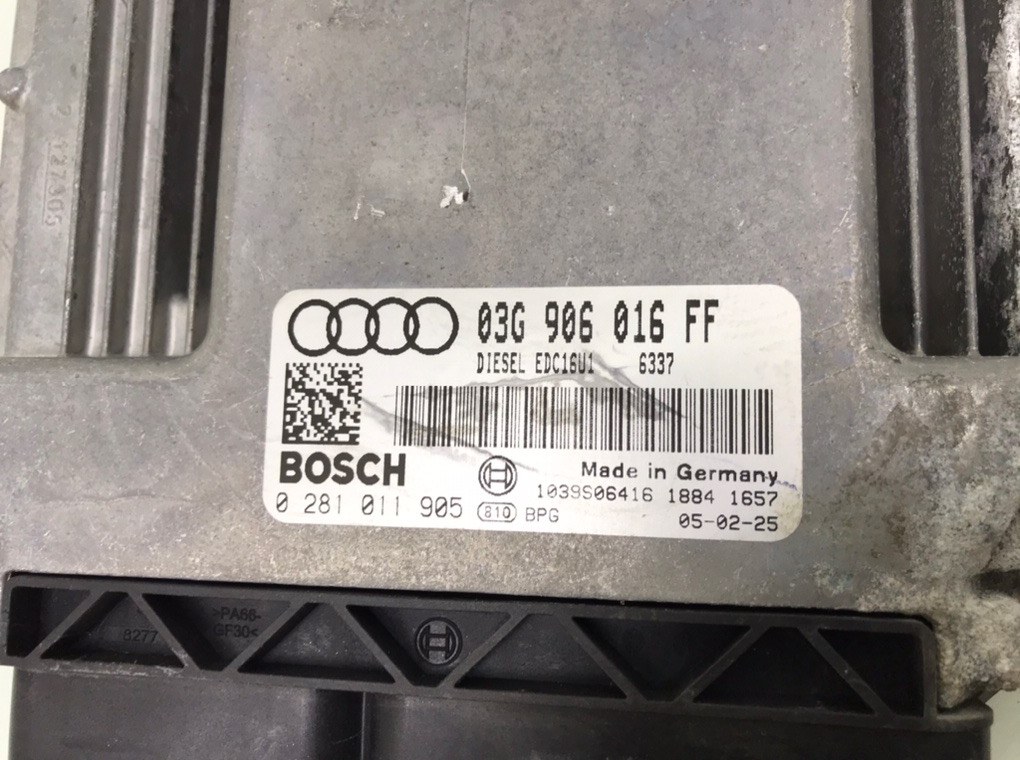 03G 906 016 FF
DIESEL EDC16U1 6337
BOSCH
Made in Germany
0 281 011 905
1039S06416 1884 1657
810 BPG
05-02-25
>PA66-
GF30<
8277